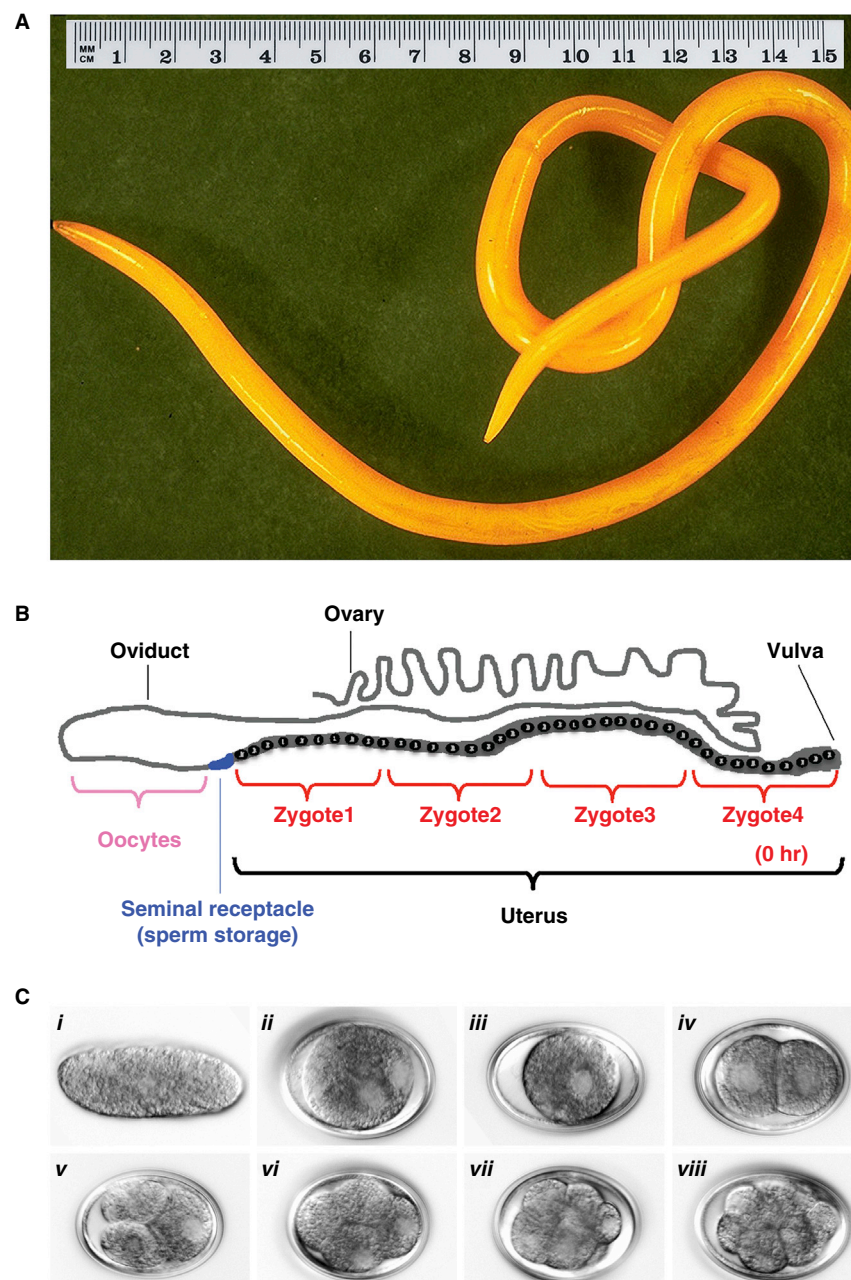 A
MM
CM 1 2 3 4 5 6 7 8 9 10 11 12 13 14 15
B
Ovary
Oviduct
Vulva
Zygote1 Zygote2 Zygote3 Zygote4
Oocytes
(0 hr)
Seminal receptacle
(sperm storage)
Uterus
C
i ii iii iv
v vi vii viii